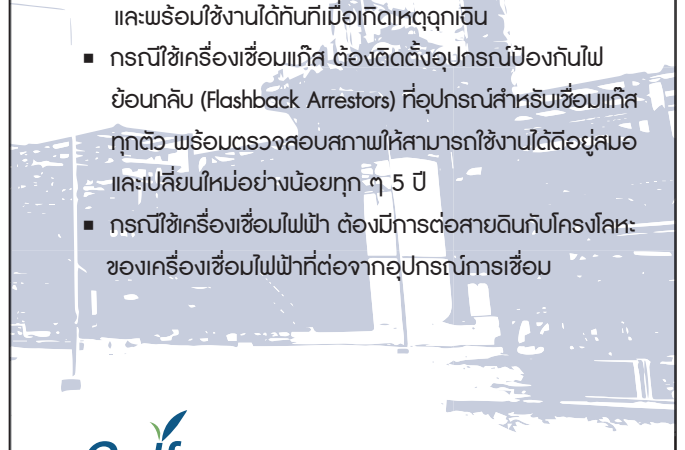 และพร้อมใช้งานได้ทันทีเมื่อเกิดเหตุฉุกเฉิน
▪ กรณีใช้เครื่องเชื่อมแก๊ส ต้องติดตั้งอุปกรณ์ป้องกันไฟ
ย้อนกลับ (Flashback Arrestors) ที่อุปกรณ์สำหรับเชื่อมแก๊ส
ทุกตัว พร้อมตรวจสอบสภาพให้สามารถใช้งานได้ดีอยู่สมอ
และเปลี่ยนใหม่อย่างน้อยทุก ๆ 5 ปี
▪ กรณีใช้เครื่องเชื่อมไฟฟ้า ต้องมีการต่อสายดินกับโครงโลหะ
ของเครื่องเชื่อมไฟฟ้าที่ต่อจากอุปกรณ์การเชื่อม